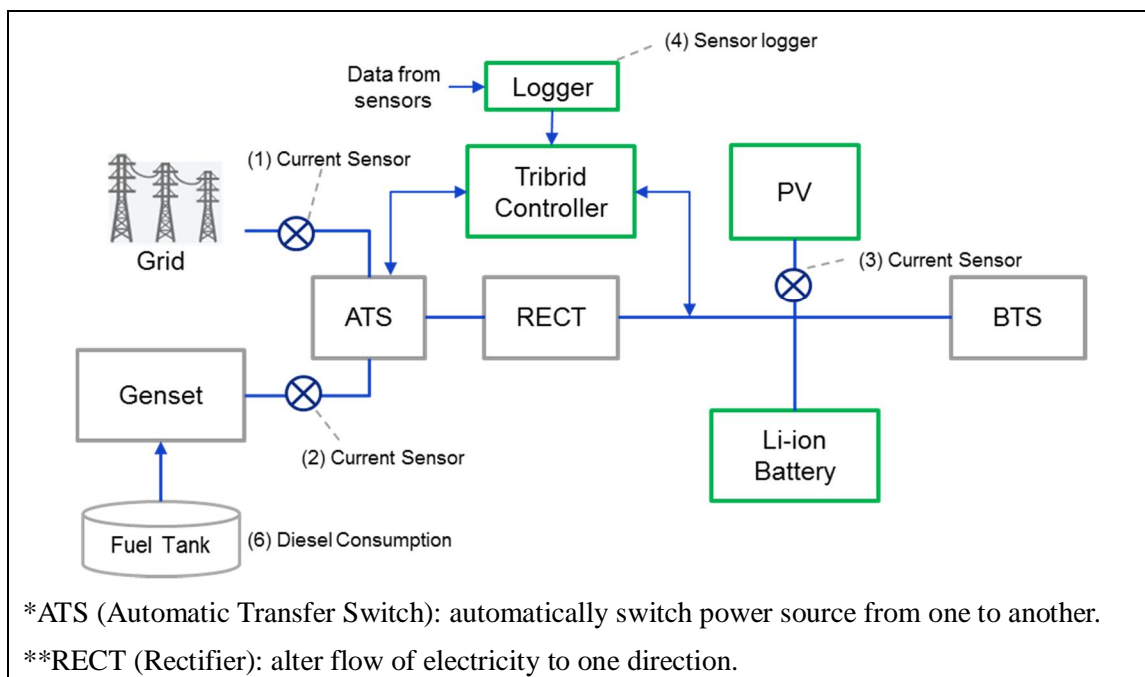 (4) Sensor logger
Data from
sensors
Logger
(1) Current Sensor
Tribrid
Controller
PV
Grid
(3) Current Sensor
ATS
RECT
BTS
Genset
(2) Current Sensor
Li-ion
Battery
Fuel Tank
(6) Diesel Consumption
*ATS (Automatic Transfer Switch): automatically switch power source from one to another.
**RECT (Rectifier): alter flow of electricity to one direction.